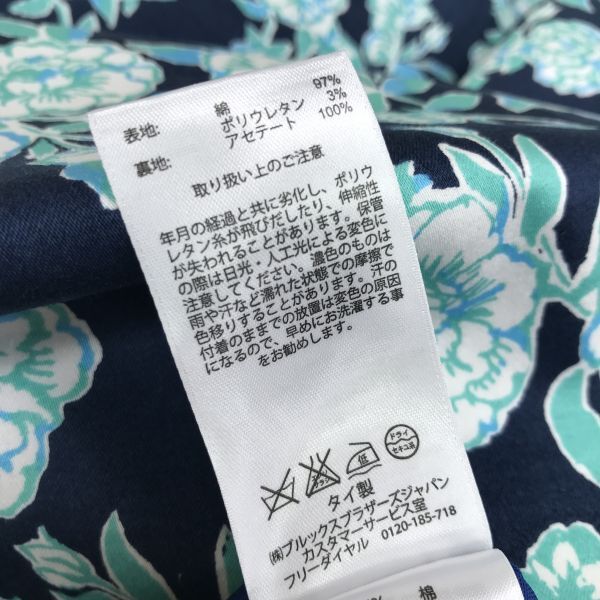 表地: 綿 97%
ポリウレタン 3%
裏地: アセテート 100%
取り扱い上のご注意
年月の経過と共に劣化し、ポリウ
レタン糸が飛びだしたり、伸縮性
が失われることがあります。保管
の際は日光・人工光による変色に
注意してください。濃色のものは
雨や汗など濡れた状態での摩擦で
色移りすることがあります。汗の
付着のままでの放置は変色の原因
になるので、早めにお洗濯する事
をお勧めします。
低
ドライ
セキユ系
タイ製
㈱ブルックスブラザーズジャパン
カスタマーサービス室
フリーダイヤル 0120-185-718
棉